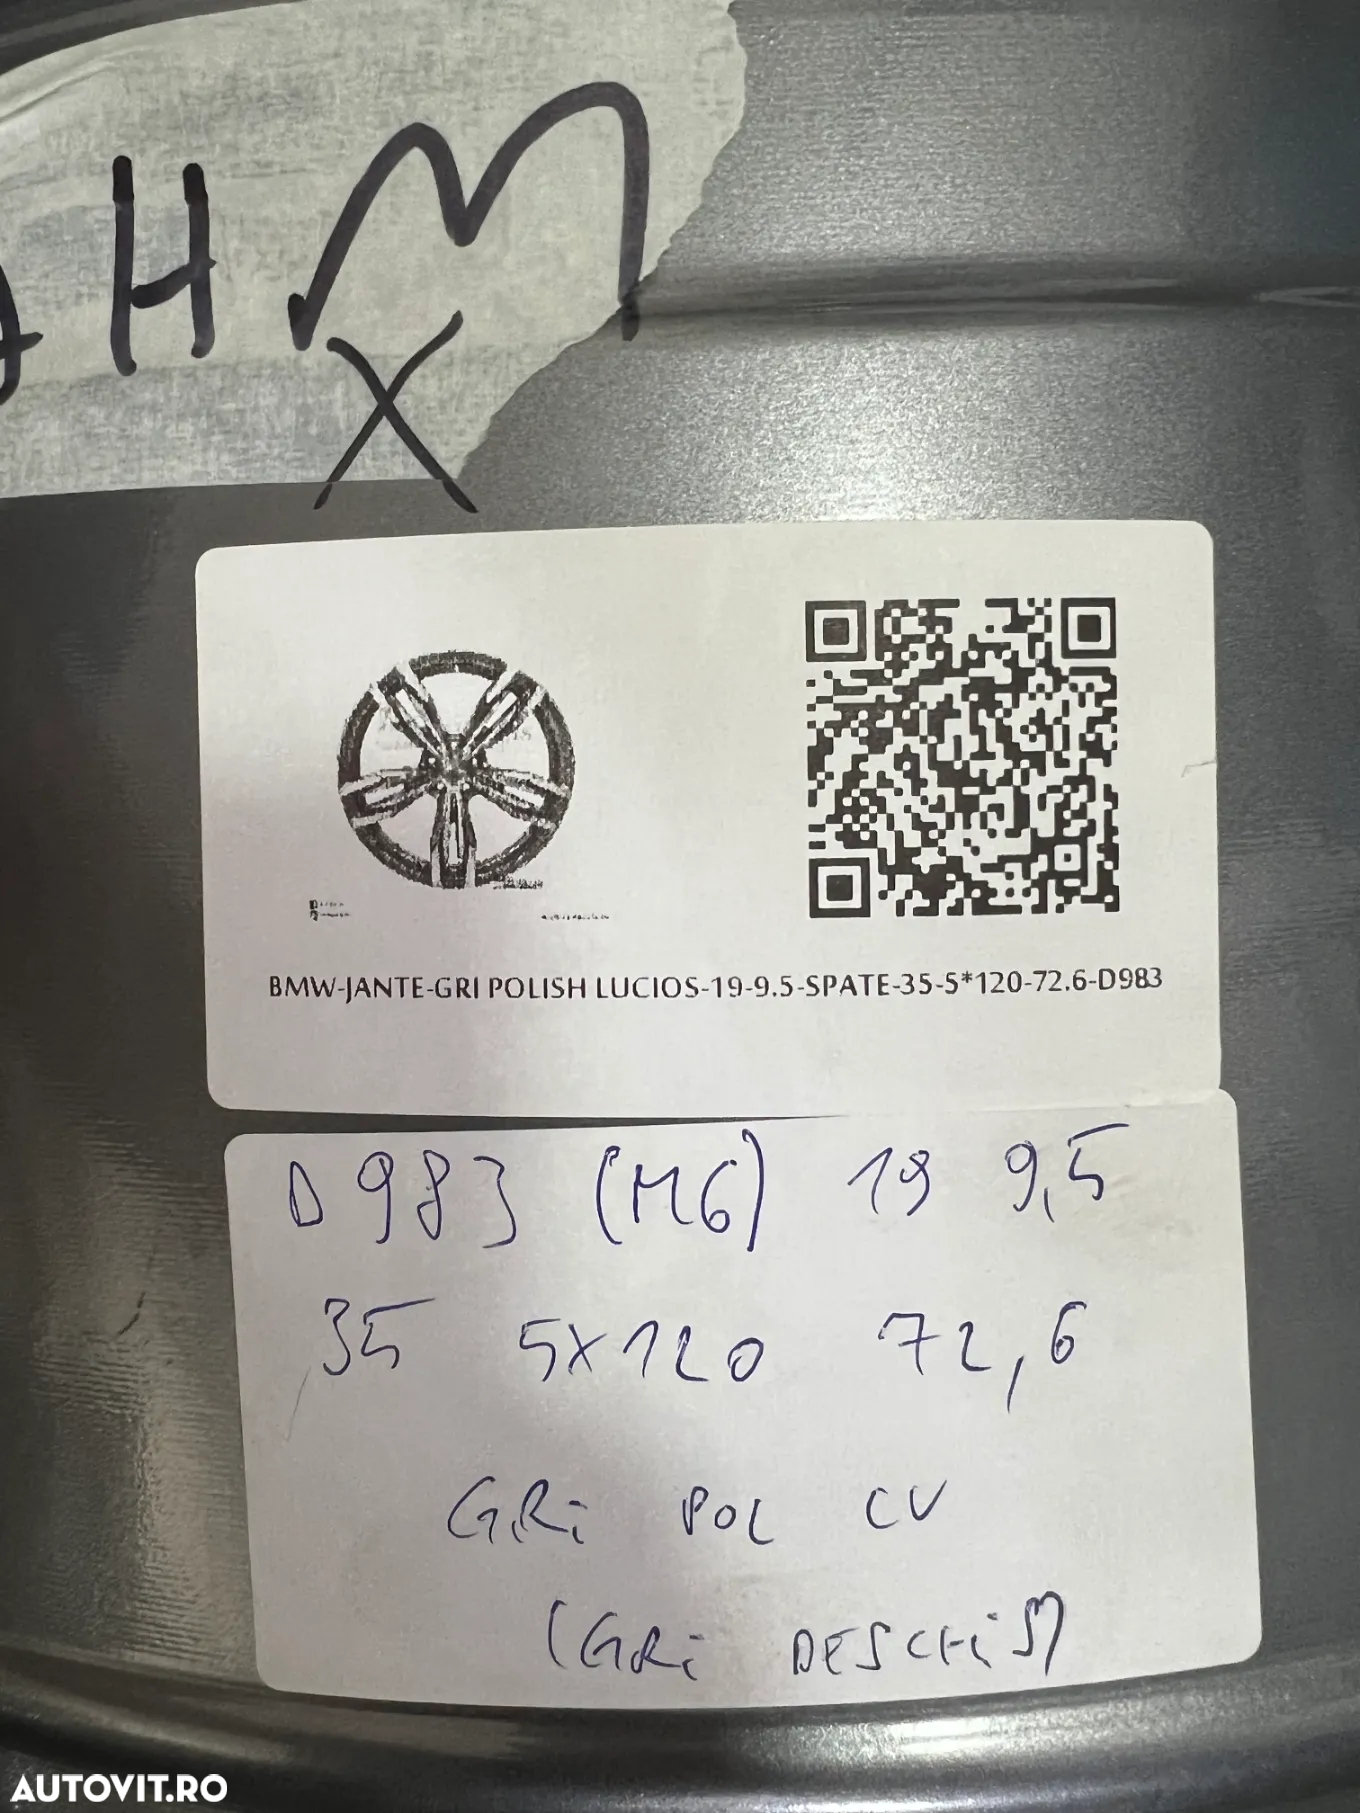 HM
X
BMW-JANTE-GRI POLISH LUCIOS-19-9.5-SPATE-35-5*120-72.6-D983
D983 (M6) 19 9,5
35 5x120 72,6
GRi POL CV
(GRi DESCHiS)
AUTOVIT.RO